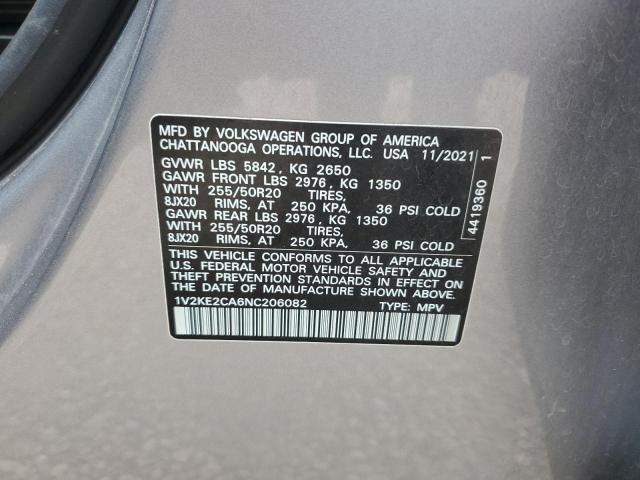 MFD BY VOLKSWAGEN GROUP OF AMERICA
CHATTANOOGA OPERATIONS, LLC. USA 11/2021
GVWR LBS 5842, KG 2650
GAWR FRONT LBS 2976, KG 1350
WITH 255/50R20 TIRES,
8JX20 RIMS, AT 250 KPA, 36 PSI COLD
GAWR REAR LBS 2976, KG 1350
WITH 255/50R20 TIRES,
8JX20 RIMS, AT 250 KPA, 36 PSI COLD
THIS VEHICLE CONFORMS TO ALL APPLICABLE
U.S. FEDERAL MOTOR VEHICLE SAFETY AND
THEFT PREVENTION STANDARDS IN EFFECT ON
THE DATE OF MANUFACTURE SHOWN ABOVE.
1V2KE2CA6NC206082 TYPE: MPV
4419360 1